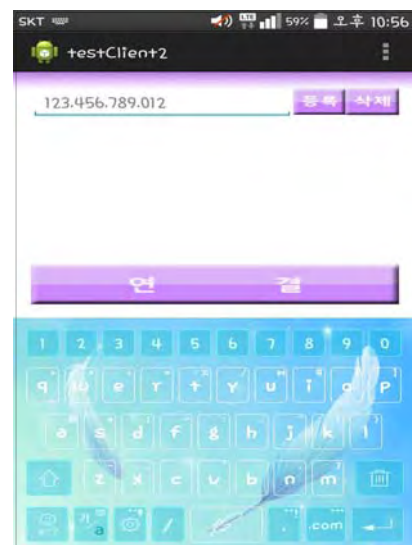 SKT 59% 오후 10:56
testClient2
123.456.789.012 등록 삭제
연 결
1 2 3 4 5 6 7 8 9 0
q w e r t y u i o p
a s d f g h j k l
z x c v b n m
a / . .com